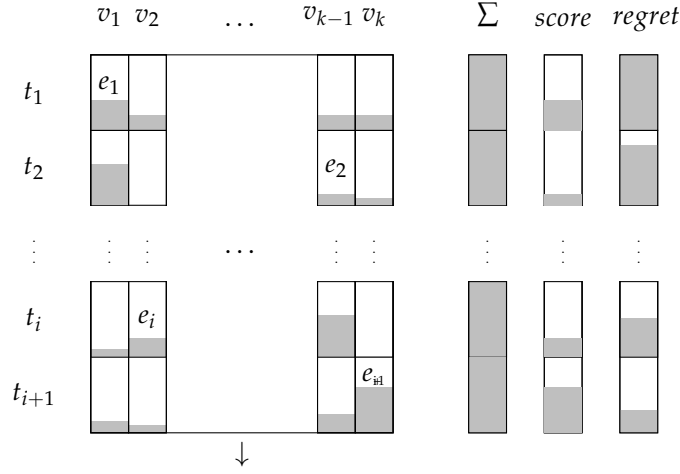 v₁ v₂ ... vₖ₋₁ vₖ Σ score regret
t₁ e₁
t₂ e₂
⋮ ⋮ ⋮ ... ⋮ ⋮ ⋮ ⋮ ⋮
tᵢ eᵢ
tᵢ₊₁ eᵢ₊₁
↓